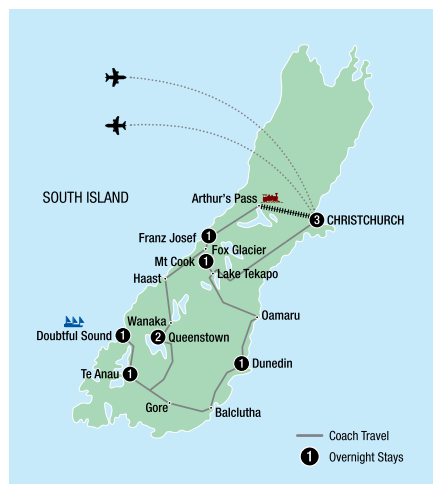 SOUTH ISLAND
Arthur's Pass
3 CHRISTCHURCH
Franz Josef 1
Fox Glacier
Mt Cook 1
Lake Tekapo
Haast
Oamaru
Wanaka
Doubtful Sound 1
2 Queenstown
1 Dunedin
Te Anau 1
Gore
Balclutha
Coach Travel
1 Overnight Stays